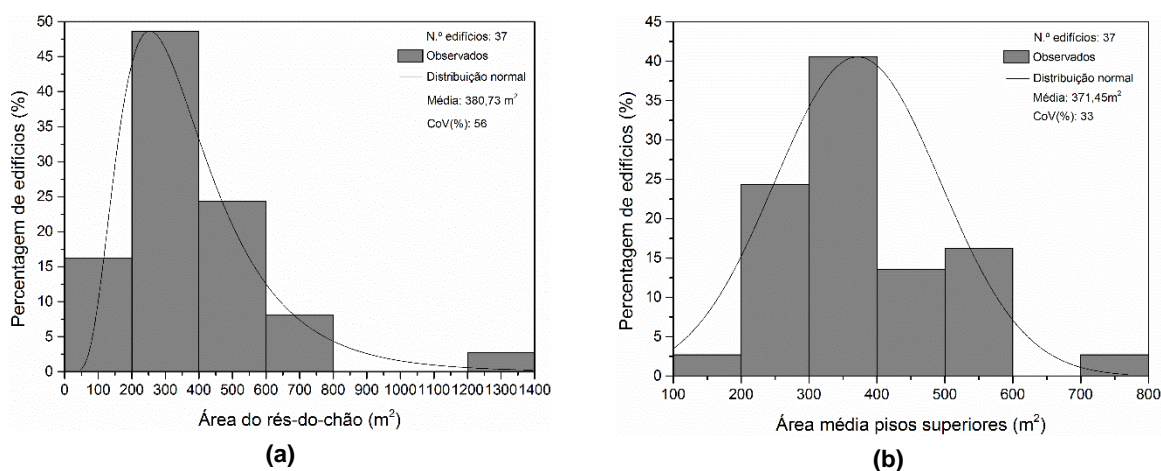 50
45
40
35
30
25
20
15
10
5
0
Percentagem de edifícios (%)
N.º edifícios: 37
Observados
Distribuição normal
Média: 380,73 m²
CoV(%): 56
0 100 200 300 400 500 600 700 800 900 1000 1100 1200 1300 1400
Área do rés-do-chão (m²)
(a)
45
40
35
30
25
20
15
10
5
0
Percentagem de edifícios (%)
N.º edifícios: 37
Observados
Distribuição normal
Média: 371,45m²
CoV(%): 33
100 200 300 400 500 600 700 800
Área média pisos superiores (m²)
(b)